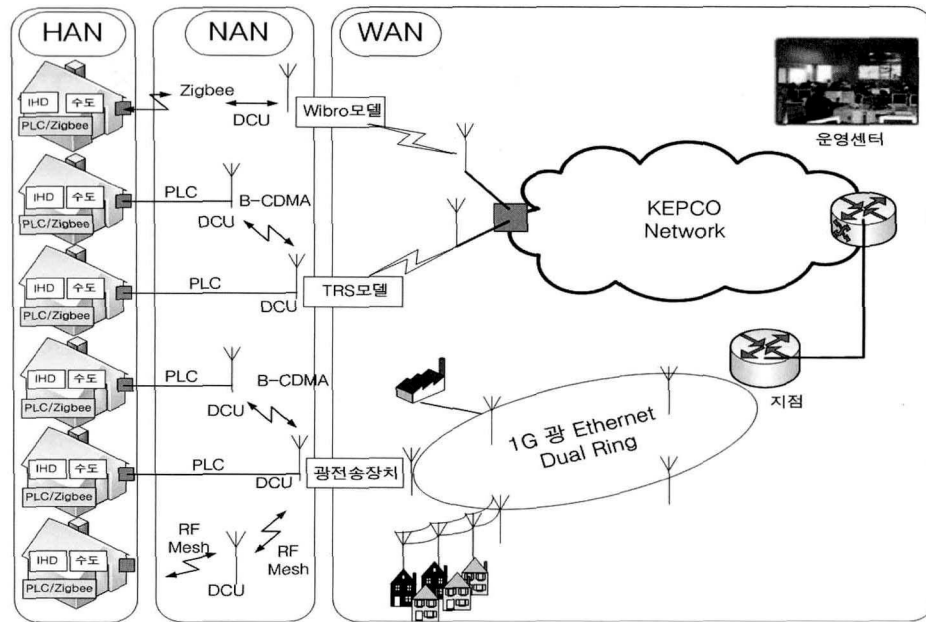 HAN
NAN
WAN
IHD
수도
PLC/Zigbee
Zigbee
DCU
Wibro모델
운영센터
IHD
수도
PLC/Zigbee
PLC
B-CDMA
DCU
KEPCO
Network
IHD
수도
PLC/Zigbee
PLC
DCU
TRS모델
IHD
수도
PLC/Zigbee
PLC
B-CDMA
DCU
지점
1G 광 Ethernet
Dual Ring
IHD
수도
PLC/Zigbee
PLC
DCU
광전송장치
IHD
수도
PLC/Zigbee
RF
Mesh
DCU
RF
Mesh